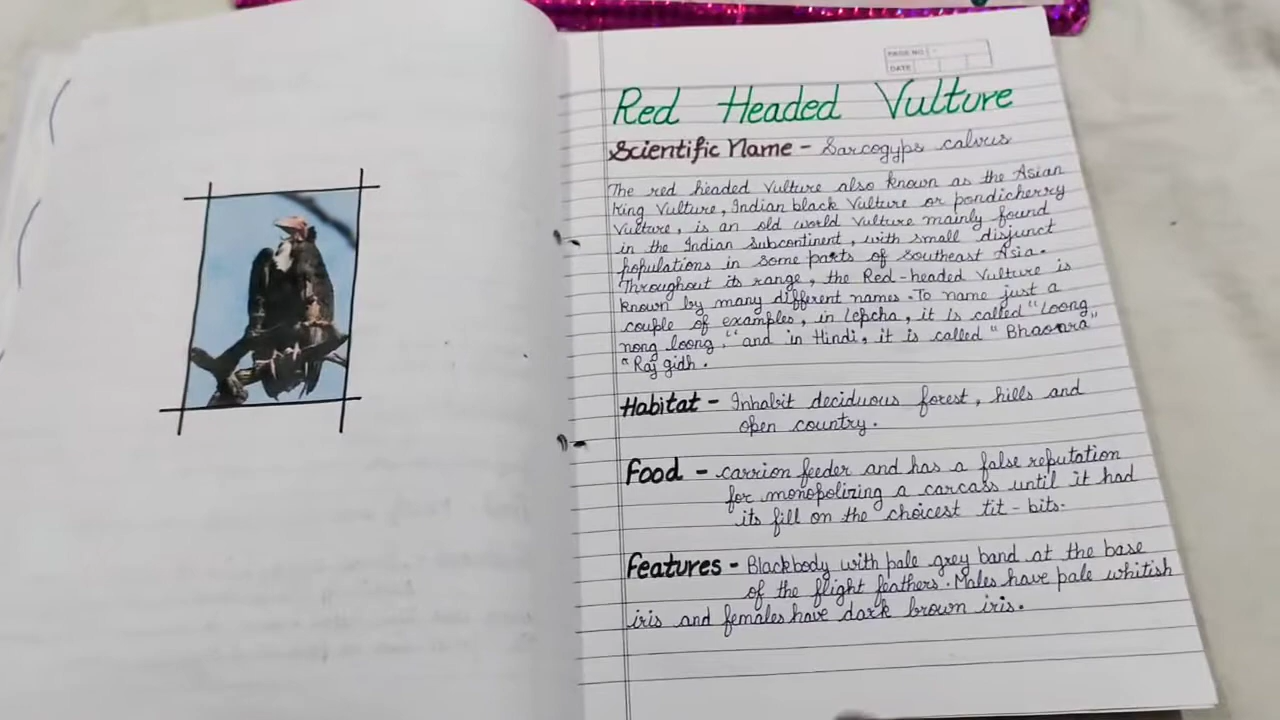 PAGE NO.
DATE
Red Headed Vulture
Scientific Name - Sarcogyps calvus
The red headed Vulture also known as the Asian
King Vulture, Indian black Vulture or pondicherry
Vulture, is an old world Vulture mainly found
in the Indian Subcontinent, with small disjunct
populations in some parts of Southeast Asia.
Throughout its range, the Red-headed Vulture is
known by many different names. To name just a
couple of examples, in lepcha, it is called "Loong
nong loong," and in Hindi, it is called "Bhaonra"
"Raj gidh.
Habitat - Inhabit deciduous forest, hills and
open country.
Food - carrion feeder and has a false reputation
for monopolizing a carcass until it had
its fill on the choicest tit-bits.
Features - Blackbody with pale grey band at the base
of the flight feathers. Males have pale whitish
iris and females have dark brown iris.